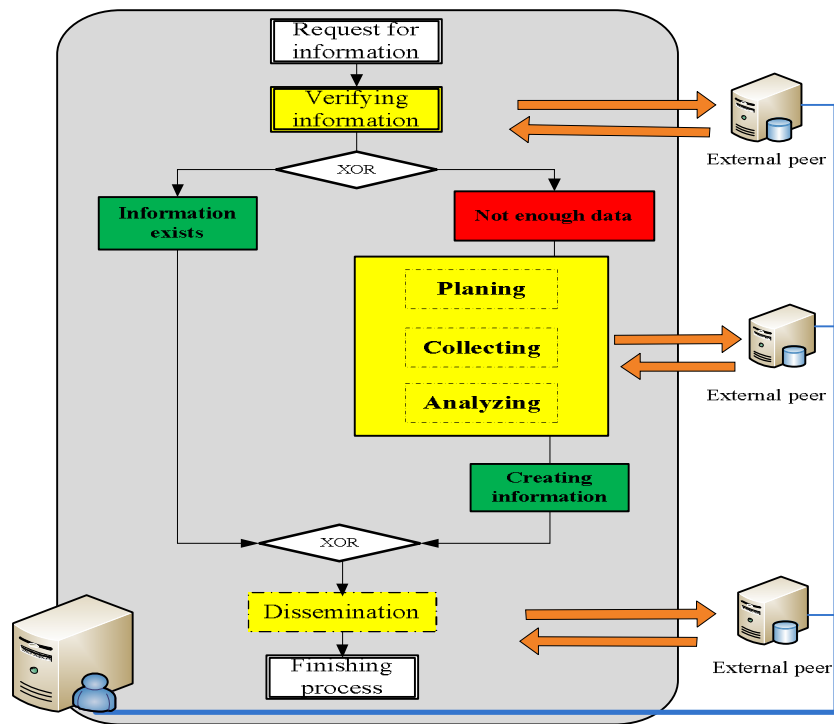 Request for
information
Verifying
information
External peer
XOR
Information
exists
Not enough data
Planing
Collecting
External peer
Analyzing
Creating
information
XOR
Dissemination
External peer
Finishing
process